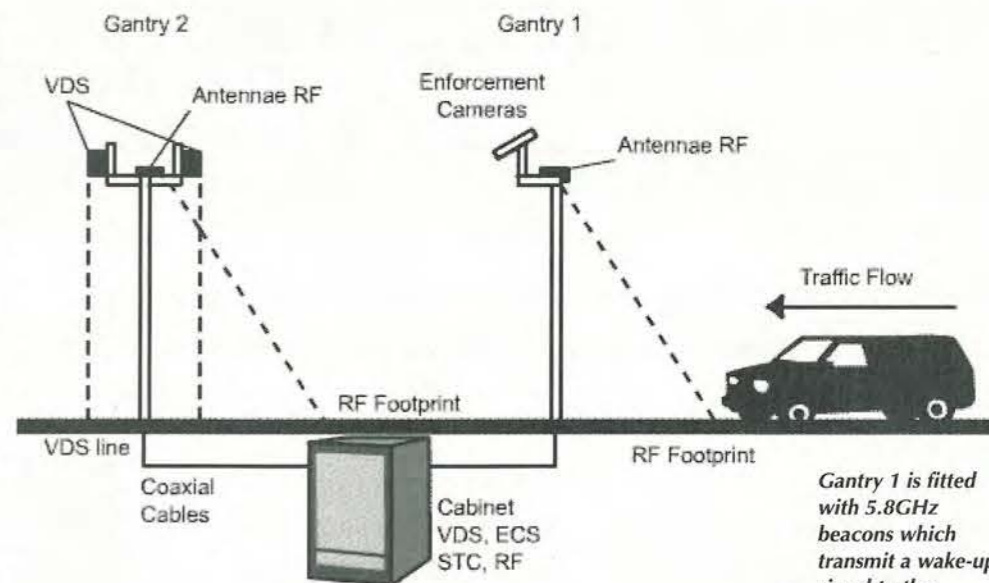 Gantry 2
Gantry 1
VDS
Antennae RF
Enforcement
Cameras
Antennae RF
Traffic Flow
RF Footprint
VDS line
RF Footprint
Coaxial
Cables
Cabinet
VDS, ECS
STC, RF
Gantry 1 is fitted
with 5.8GHz
beacons which
transmit a wake-up